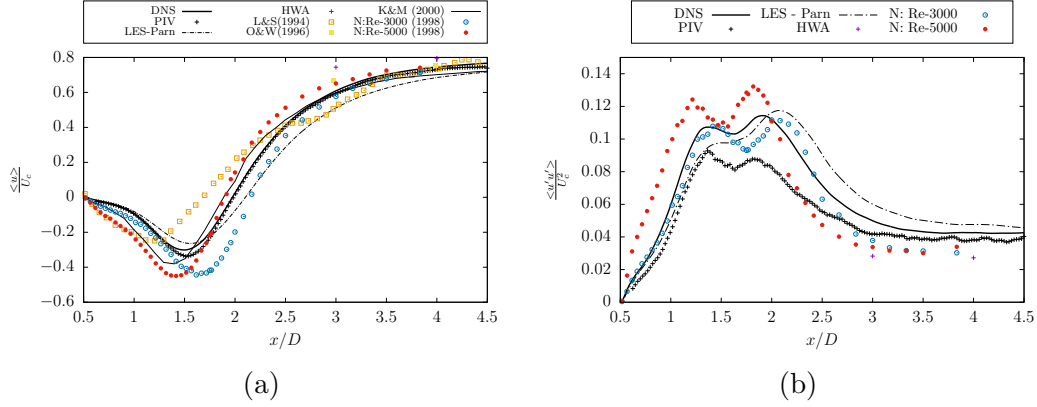 DNS HWA K&M (2000)
PIV L&S(1994) N:Re-3000 (1998)
LES-Parn O&W(1996) N:Re-5000 (1998)
0.8
0.6
0.4
0.2
0
−0.2
−0.4
−0.6
<u>
U_c
0.5 1 1.5 2 2.5 3 3.5 4 4.5
x/D
(a)
DNS LES - Parn N: Re-3000
PIV HWA N: Re-5000
0.14
0.12
0.1
0.08
0.06
0.04
0.02
0
<u'u'>
U_c^2
0.5 1 1.5 2 2.5 3 3.5 4 4.5
x/D
(b)